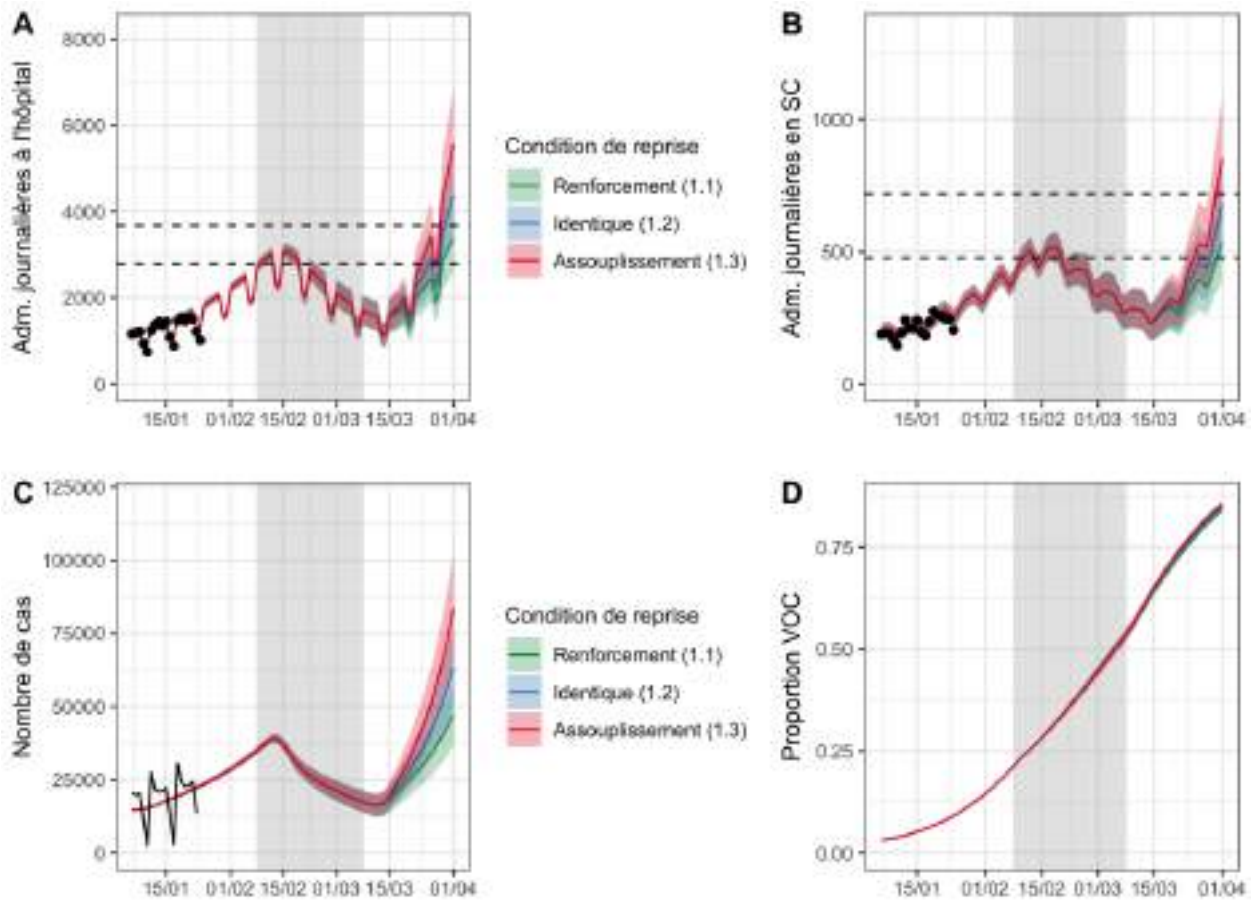 A
Adm. journalières à l'hôpital
8000
6000
4000
2000
0
15/01 01/02 15/02 01/03 15/03 01/04
Condition de reprise
Renforcement (1.1)
Identique (1.2)
Assouplissement (1.3)
B
Adm. journalières en SC
1000
500
0
15/01 01/02 15/02 01/03 15/03 01/04
C
Nombre de cas
125000
100000
75000
50000
25000
0
15/01 01/02 15/02 01/03 15/03 01/04
Condition de reprise
Renforcement (1.1)
Identique (1.2)
Assouplissement (1.3)
D
Proportion VOC
0.75
0.50
0.25
0.00
15/01 01/02 15/02 01/03 15/03 01/04